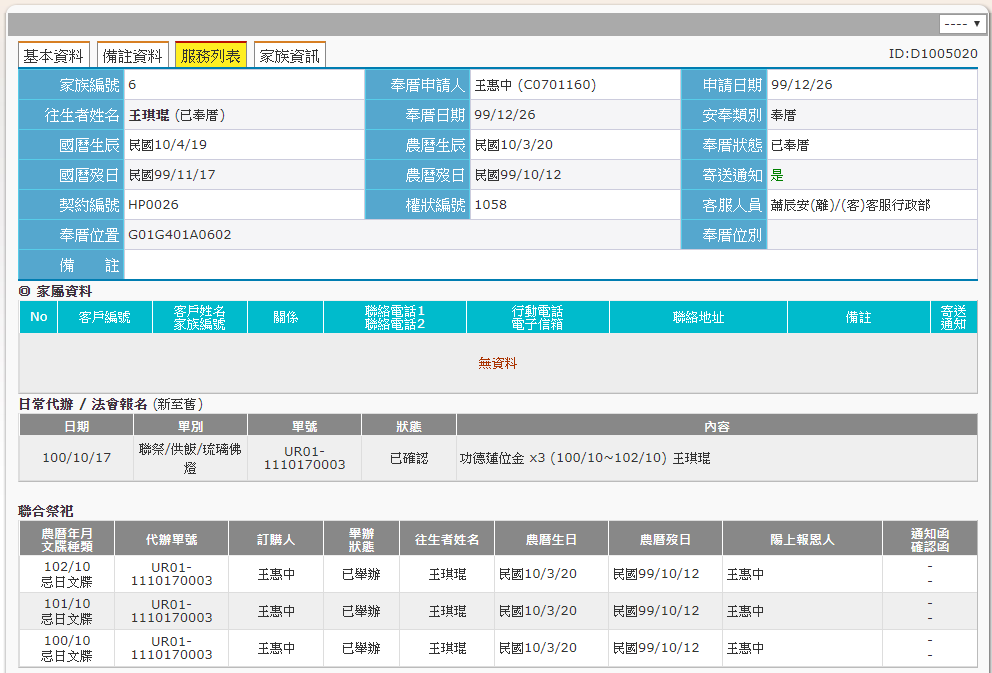 ----
基本資料 備註資料 服務列表 家族資訊 ID:D1005020
家族編號 6 奉厝申請人 王惠中 (C0701160) 申請日期 99/12/26
往生者姓名 王琪琨 (已奉厝) 奉厝日期 99/12/26 安奉類別 奉厝
國曆生辰 民國10/4/19 農曆生辰 民國10/3/20 奉厝狀態 已奉厝
國曆歿日 民國99/11/17 農曆歿日 民國99/10/12 寄送通知 是
契約編號 HP0026 權狀編號 1058 客服人員 蕭辰安(離)/(客)客服行政部
奉厝位置 G01G401A0602 奉厝位別
備 註
◎ 家屬資料
No 客戶編號 客戶姓名 關係 聯絡電話1 行動電話 聯絡地址 備註 寄送
家族編號 聯絡電話2 電子信箱 通知
無資料
日常代辦 / 法會報名 (新至舊)
日期 單別 單號 狀態 內容
100/10/17 聯祭/供飯/琉璃佛 UR01- 已確認 功德蓮位金 x3 (100/10~102/10) 王琪琨
燈 1110170003
聯合祭祀
農曆年月 代辦單號 訂購人 舉辦 往生者姓名 農曆生日 農曆歿日 陽上報恩人 通知函
文牒種類 狀態 確認函
102/10 UR01- 王惠中 已舉辦 王琪琨 民國10/3/20 民國99/10/12 王惠中 -
忌日文牒 1110170003 -
101/10 UR01- 王惠中 已舉辦 王琪琨 民國10/3/20 民國99/10/12 王惠中 -
忌日文牒 1110170003 -
100/10 UR01- 王惠中 已舉辦 王琪琨 民國10/3/20 民國99/10/12 王惠中 -
忌日文牒 1110170003 -